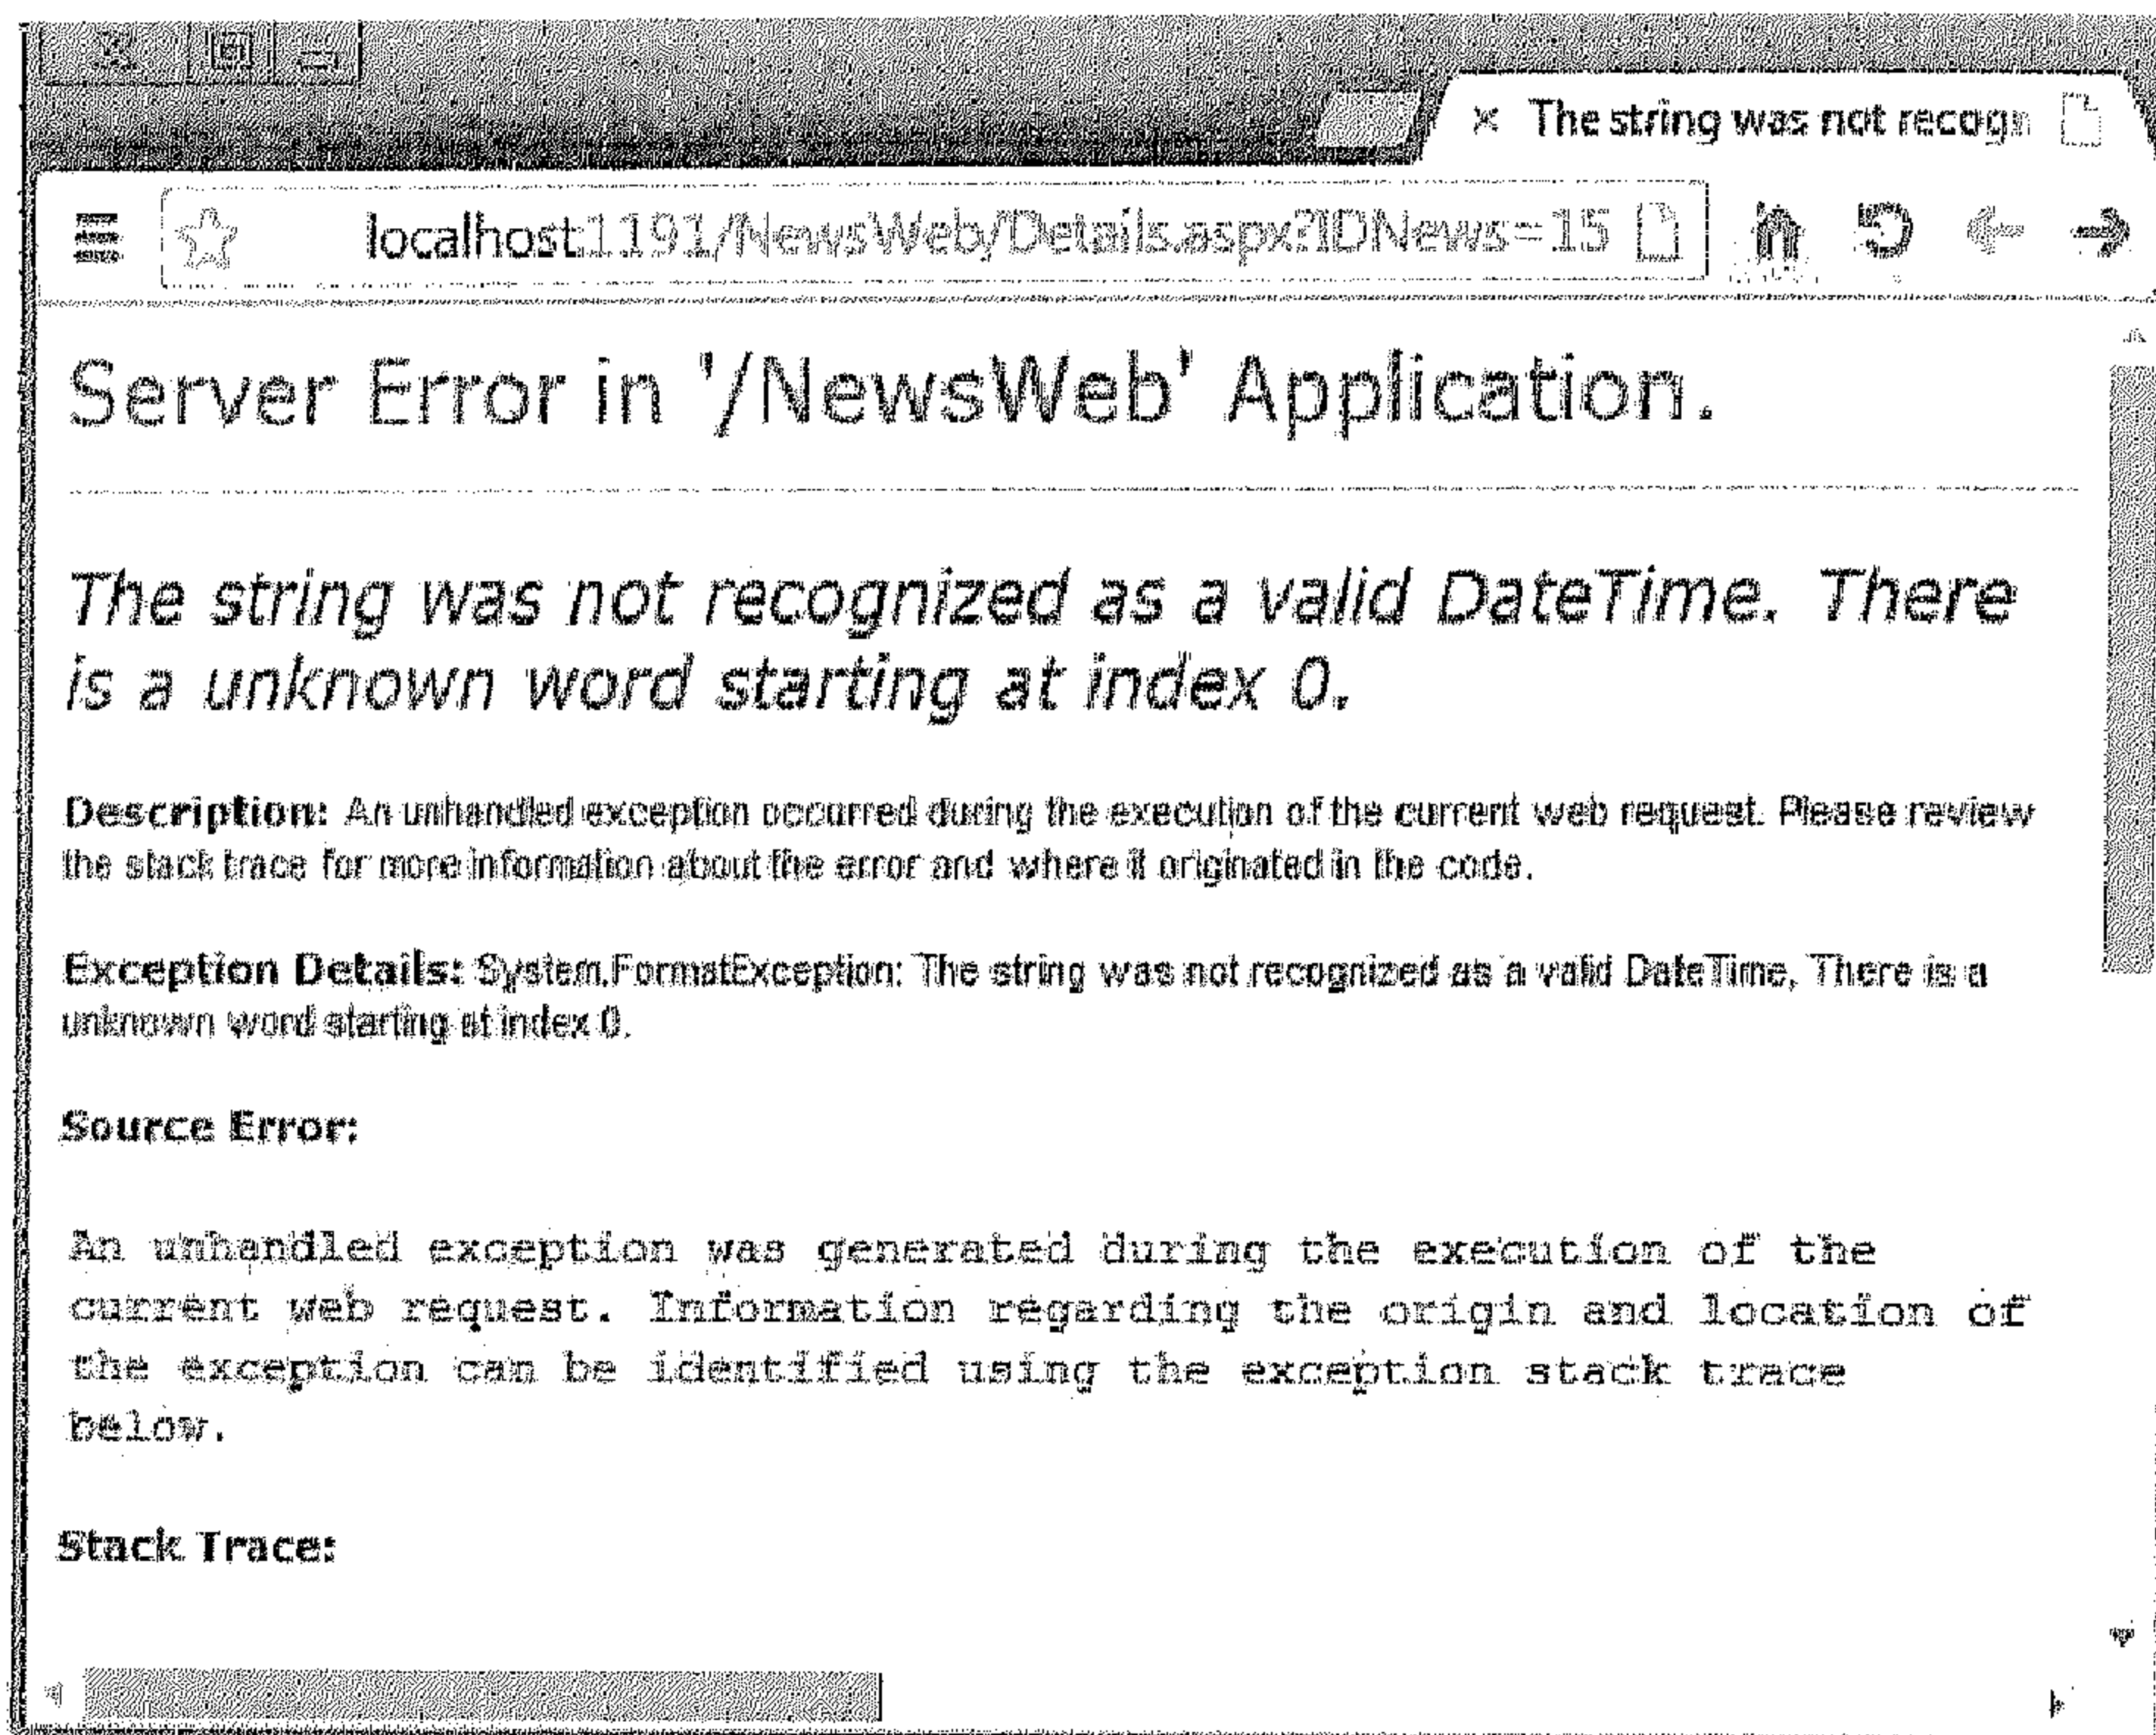 The string was not recogn
localhost:1191/NewsWeb/Details.aspx?IDNews=15
Server Error in '/NewsWeb' Application.
The string was not recognized as a valid DateTime. There
is a unknown word starting at index 0.
Description: An unhandled exception occurred during the execution of the current web request. Please review
the stack trace for more information about the error and where it originated in the code.
Exception Details: System.FormatException: The string was not recognized as a valid DateTime. There is a
unknown word starting at index 0.
Source Error:
An unhandled exception was generated during the execution of the
current web request. Information regarding the origin and location of
the exception can be identified using the exception stack trace
below.
Stack Trace: